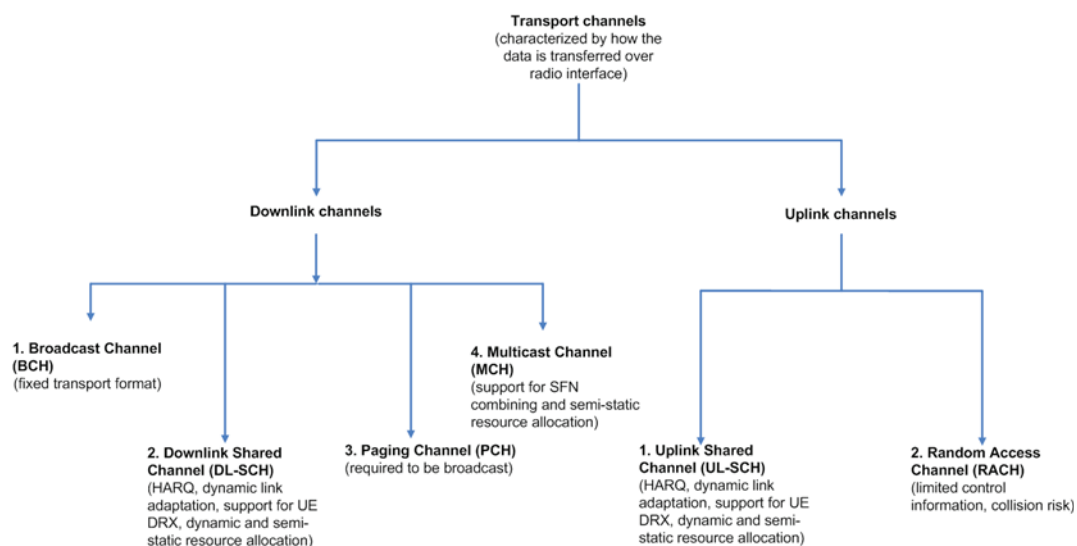 Transport channels
(characterized by how the
data is transferred over
radio interface)
Downlink channels
Uplink channels
1. Broadcast Channel
(BCH)
(fixed transport format)
2. Downlink Shared
Channel (DL-SCH)
(HARQ, dynamic link
adaptation, support for UE
DRX, dynamic and semi-
static resource allocation)
3. Paging Channel (PCH)
(required to be broadcast)
4. Multicast Channel
(MCH)
(support for SFN
combining and semi-static
resource allocation)
1. Uplink Shared
Channel (UL-SCH)
(HARQ, dynamic link
adaptation, support for UE
DRX, dynamic and semi-
static resource allocation)
2. Random Access
Channel (RACH)
(limited control
information, collision risk)